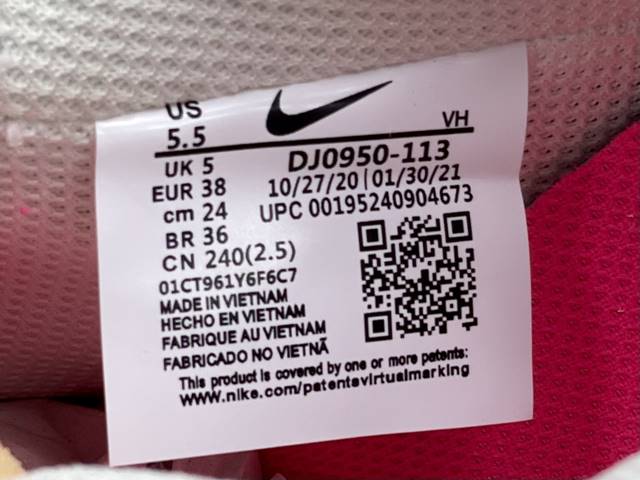 US
5.5
VH
UK 5
DJ0950-113
EUR 38
10/27/20 | 01/30/21
cm 24
UPC 00195240904673
BR 36
CN 240(2.5)
01CT961Y6F6C7
MADE IN VIETNAM
HECHO EN VIETNAM
FABRIQUE AU VIETNAM
FABRICADO NO VIETNÃ
This product is covered by one or more patents:
www.nike.com/patentsvirtualmarking